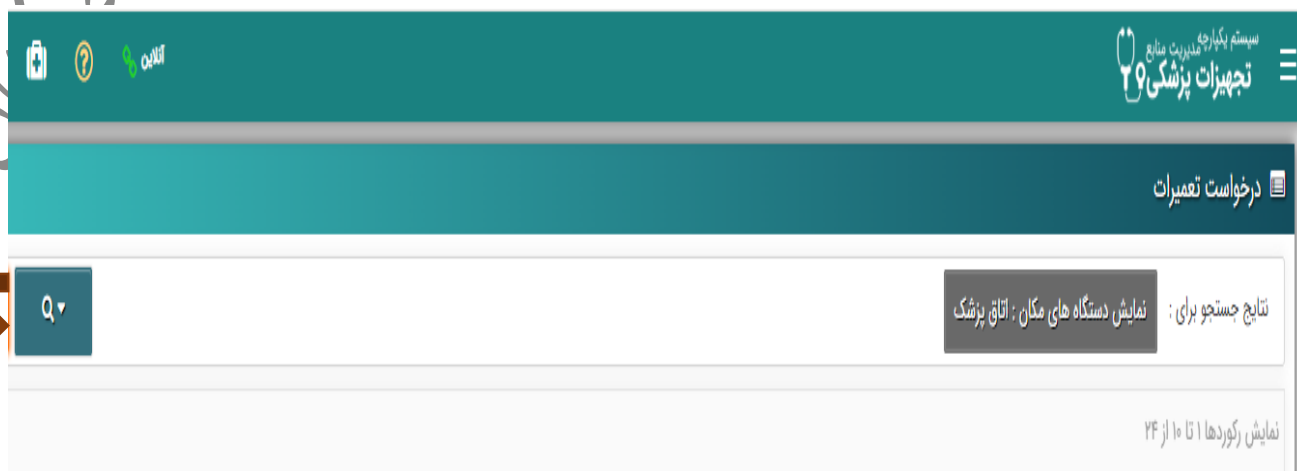 سیستم یکپارچه مدیریت منابع
تجهیزات پزشکی
آنلاین
درخواست تعمیرات
نتایج جستجو برای : نمایش دستگاه های مکان : اتاق پزشک
نمایش رکوردها ۱ تا ۱۰ از ۲۴